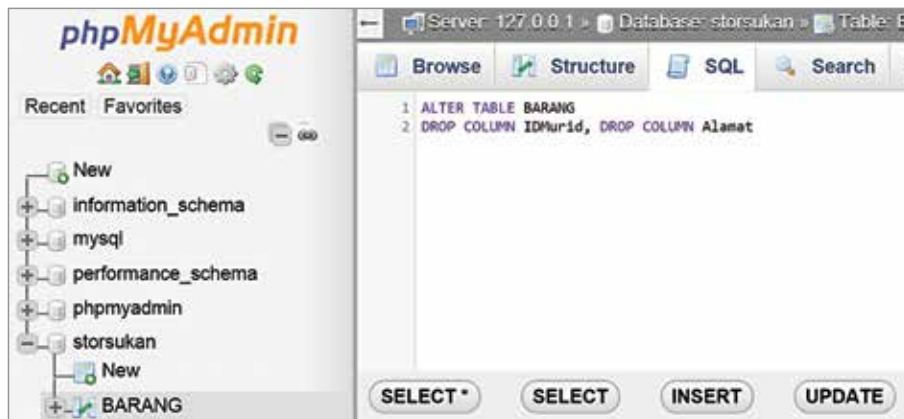 phpMyAdmin
Recent Favorites
New
information_schema
mysql
performance_schema
phpmyadmin
storsukan
New
BARANG
Server: 127.0.0.1 » Database: storsukan » Table: B
Browse Structure SQL Search
1 ALTER TABLE BARANG
2 DROP COLUMN IDMurid, DROP COLUMN Alamat
SELECT * SELECT INSERT UPDATE